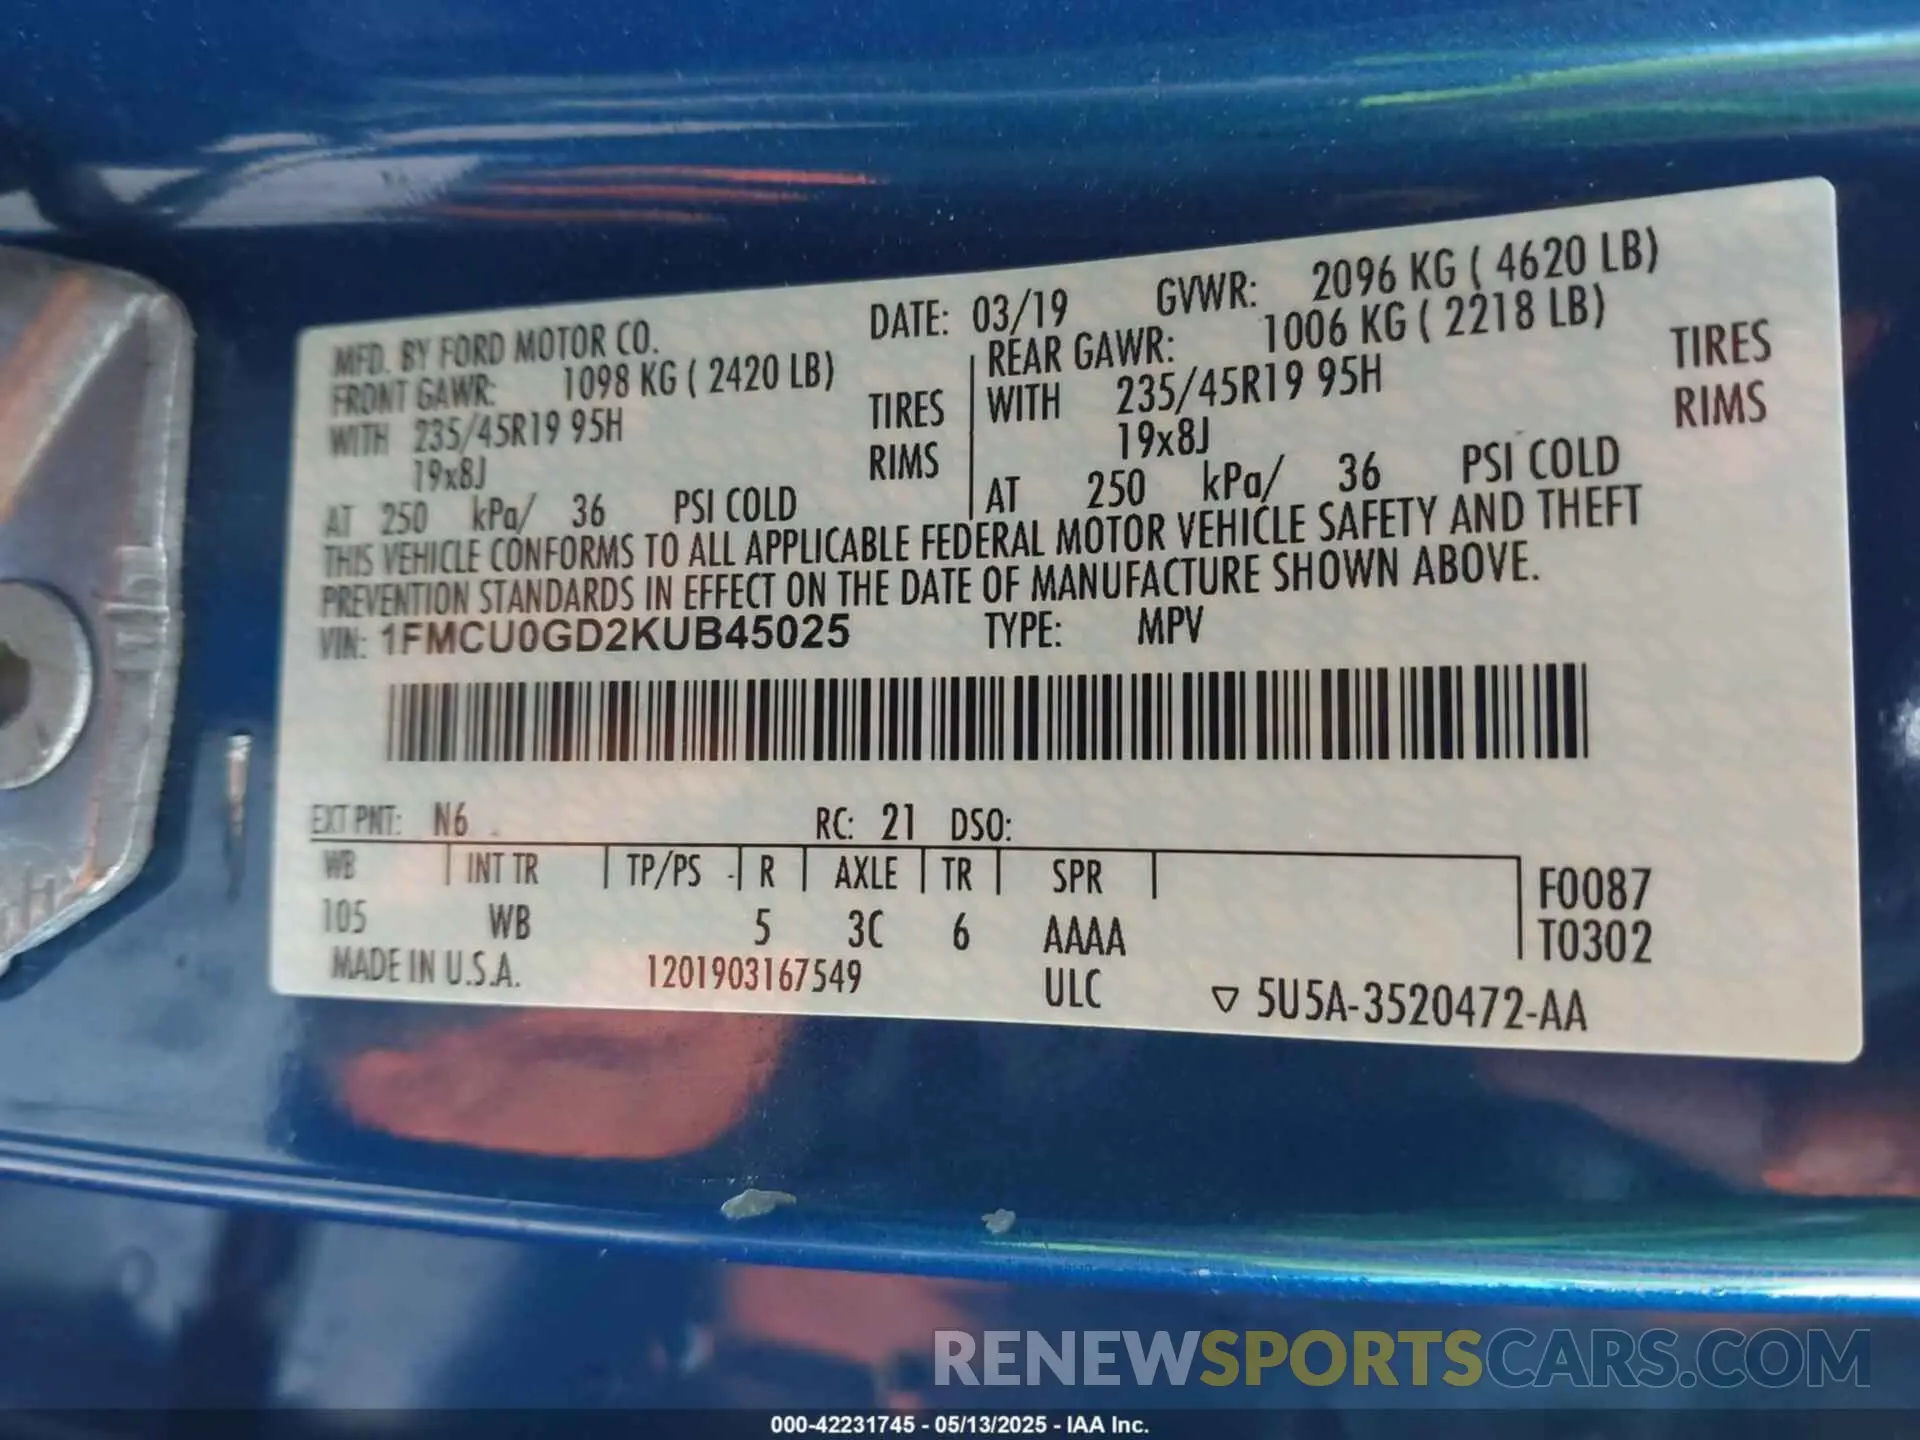 MFD. BY FORD MOTOR CO. DATE: 03/19 GVWR: 2096 KG ( 4620 LB)
FRONT GAWR: 1098 KG ( 2420 LB) REAR GAWR: 1006 KG ( 2218 LB)
WITH 235/45R19 95H TIRES WITH 235/45R19 95H TIRES
19x8J RIMS 19x8J RIMS
AT 250 kPa/ 36 PSI COLD AT 250 kPa/ 36 PSI COLD
THIS VEHICLE CONFORMS TO ALL APPLICABLE FEDERAL MOTOR VEHICLE SAFETY AND THEFT
PREVENTION STANDARDS IN EFFECT ON THE DATE OF MANUFACTURE SHOWN ABOVE.
VIN: 1FMCU0GD2KUB45025 TYPE: MPV
EXT PNT: N6 RC: 21 DSO:
WB INT TR TP/PS R AXLE TR SPR F0087
105 WB 5 3C 6 AAAA T0302
MADE IN U.S.A. 1201903167549 ULC ▽ 5U5A-3520472-AA
RENEWSPORTSCARS.COM
000-42231745 - 05/13/2025 - IAA Inc.